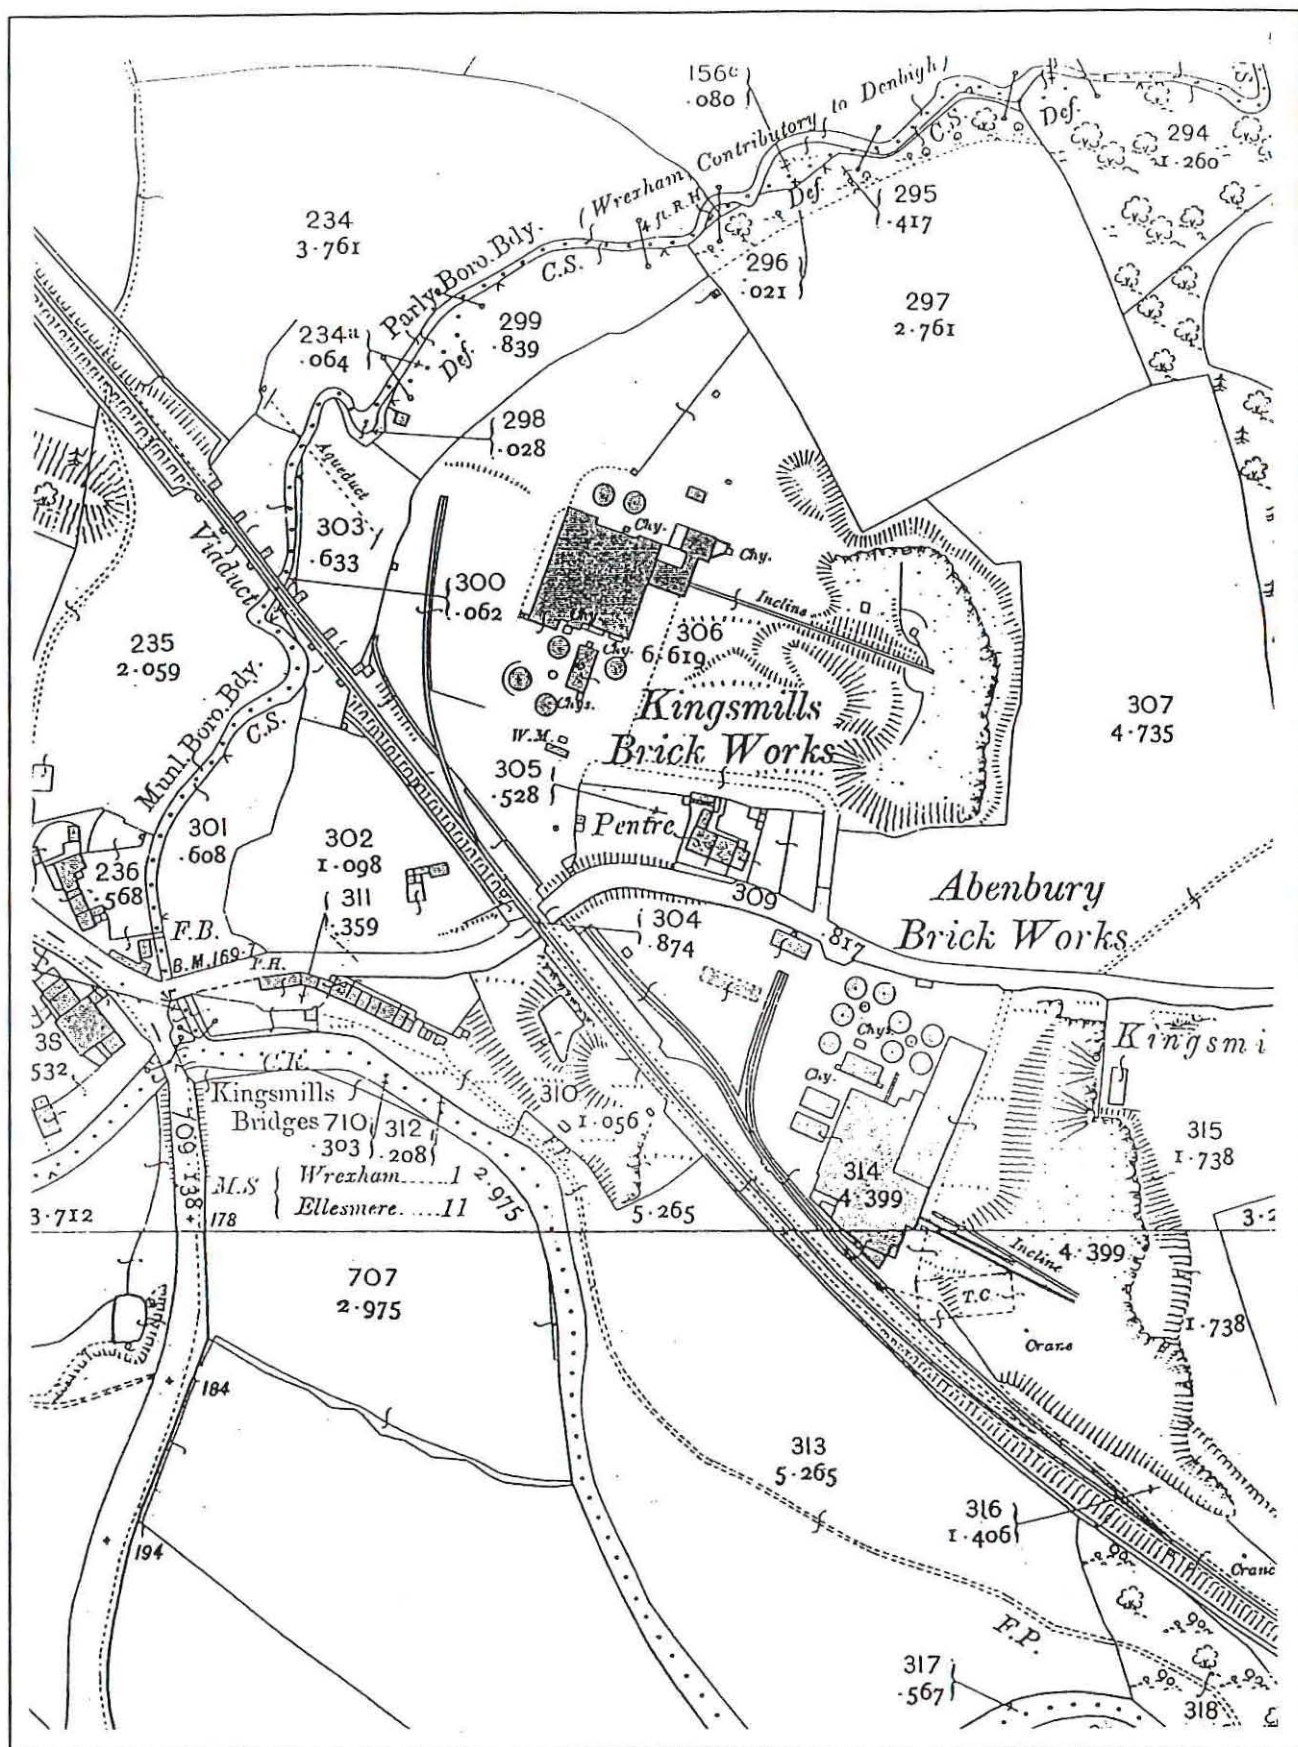 156c
.080
(Wrexham Contributory to Denbigh)
C.S.
Def.
S
294
1.260
234
3.761
Parly. Boro. Bdy.
4 ft. R.H.
C.S.
Def.
295
.417
296
.021
297
2.761
234a
.064
299
.839
Def.
298
.028
Aqueduct
303
.633
Viaduct
300
.062
Chy.
Chy.
Incline
Chy.
Chy.
306
6.619
Chys.
235
2.059
Munl. Boro. Bdy.
C.S.
Kingsmills
Brick Works
307
4.735
W.M.
305
.528
Pentre
301
.608
302
1.098
236
.568
311
.359
309
.817
304
.874
Abenbury
Brick Works
F.B.
B.M. 169.7
P.H.
Chys.
Chy.
Kingsmi
38
532
C.R.
Kingsmills
Bridges
710
.303
312
.208
310
1.056
F.P.
315
1.738
709
.138
M.S
Wrexham......1
Ellesmere.....11
2.975
314
4.399
3.712
178
5.265
3.2
707
2.975
Incline
4.399
T.C
1.738
Crane
184
313
5.265
316
1.406
194
Crane
F.P.
317
.567
318